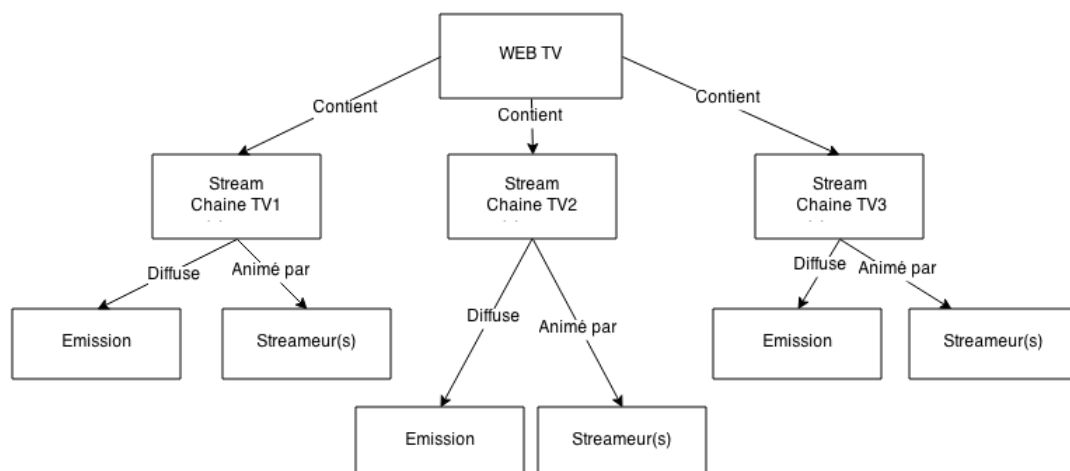 WEB TV
Contient
Contient
Contient
Stream
Chaine TV1
Stream
Chaine TV2
Stream
Chaine TV3
Diffuse
Animé par
Diffuse
Animé par
Emission
Streameur(s)
Emission
Streameur(s)
Diffuse
Animé par
Emission
Streameur(s)